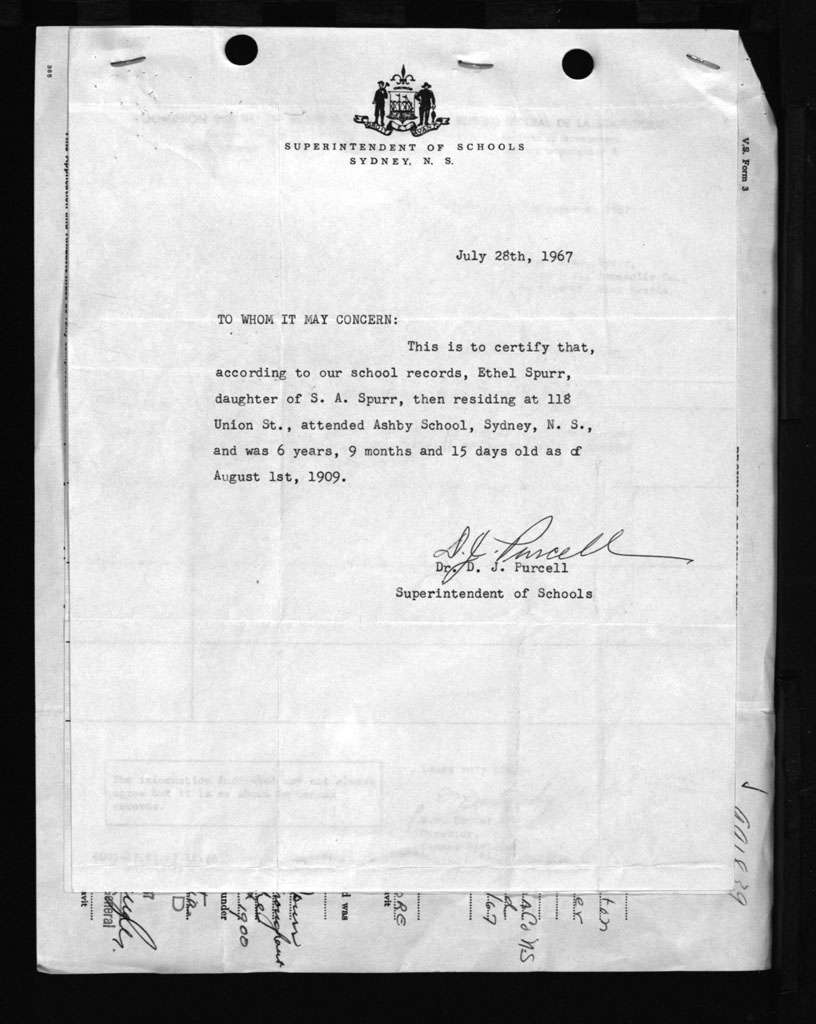 SUPERINTENDENT OF SCHOOLS
SYDNEY, N. S.
V.S. Form 3
July 28th, 1967
TO WHOM IT MAY CONCERN:
This is to certify that,
according to our school records, Ethel Spurr,
daughter of S. A. Spurr, then residing at 118
Union St., attended Ashby School, Sydney, N. S.,
and was 6 years, 9 months and 15 days old as of
August 1st, 1909.
D. J. Purcell
Dr. D. J. Purcell
Superintendent of Schools
under
1900
General